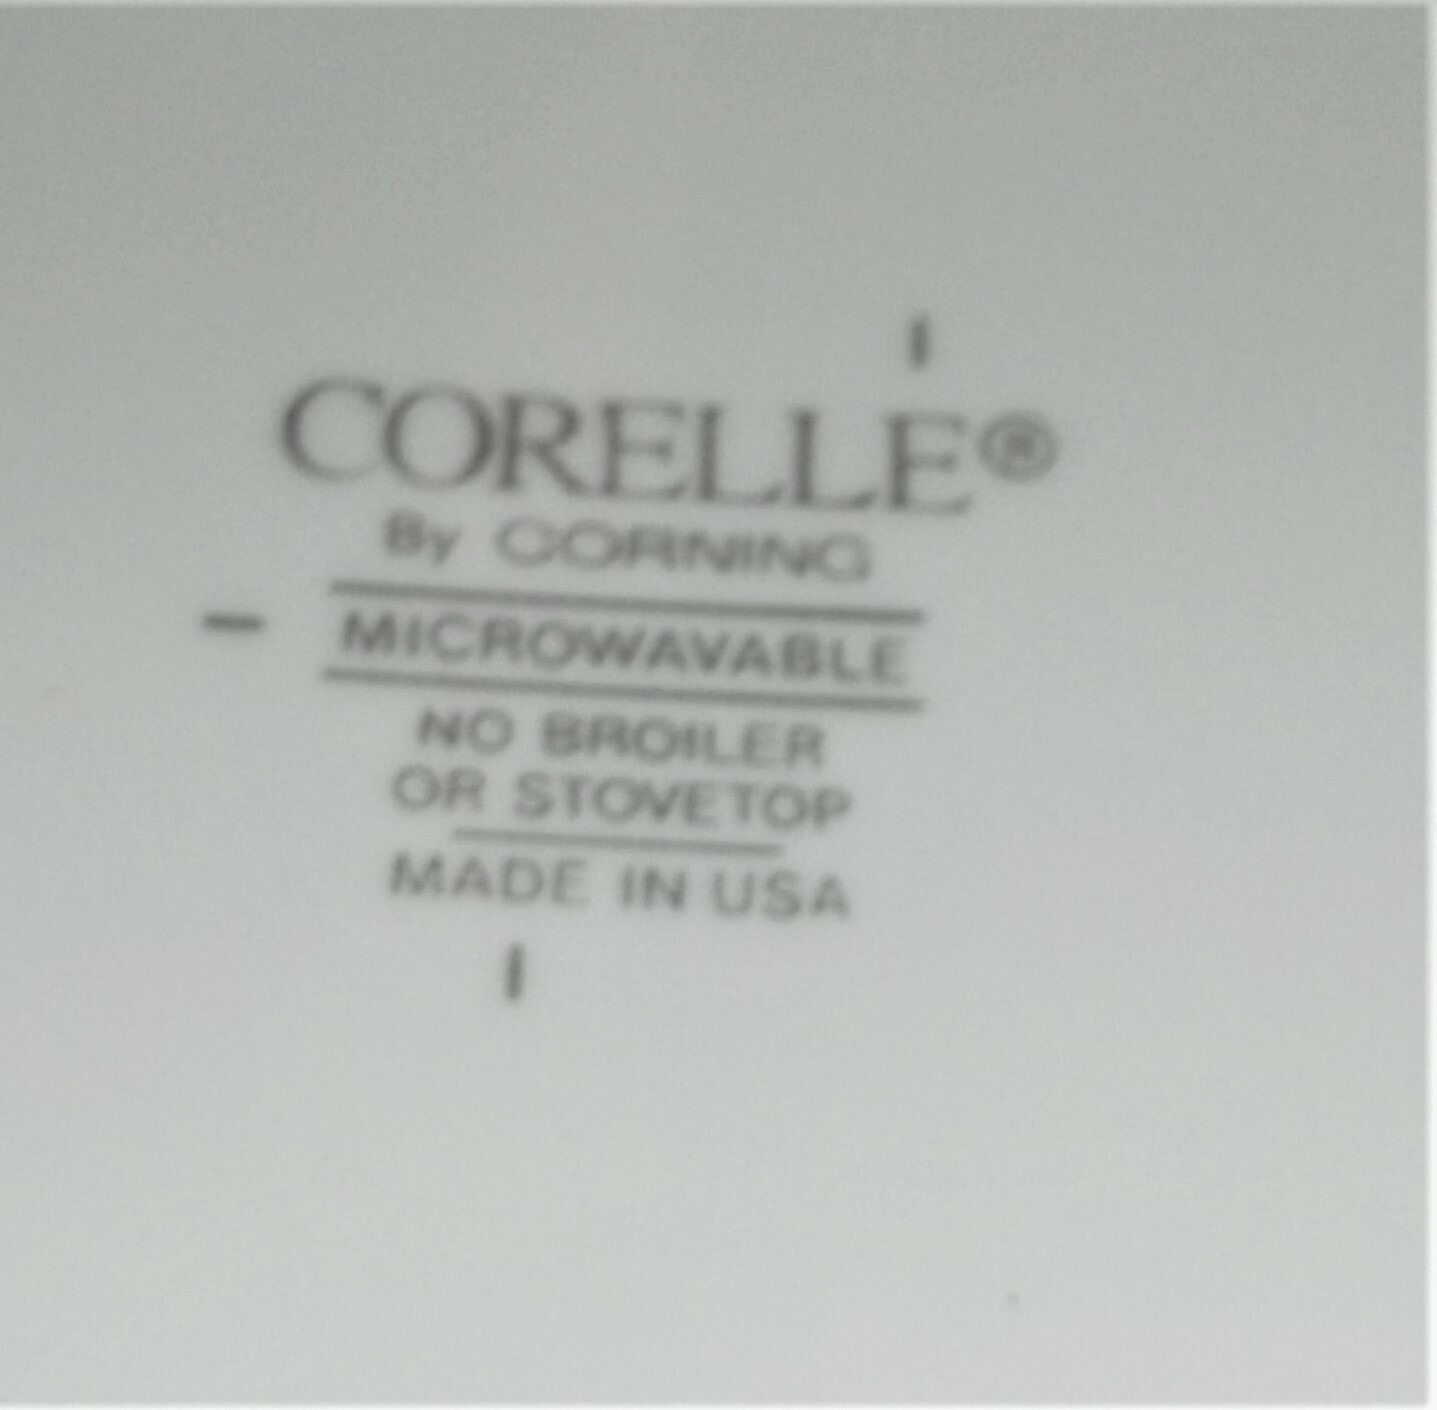 CORELLE®
By CORNING
MICROWAVABLE
NO BROILER
OR STOVETOP
MADE IN USA